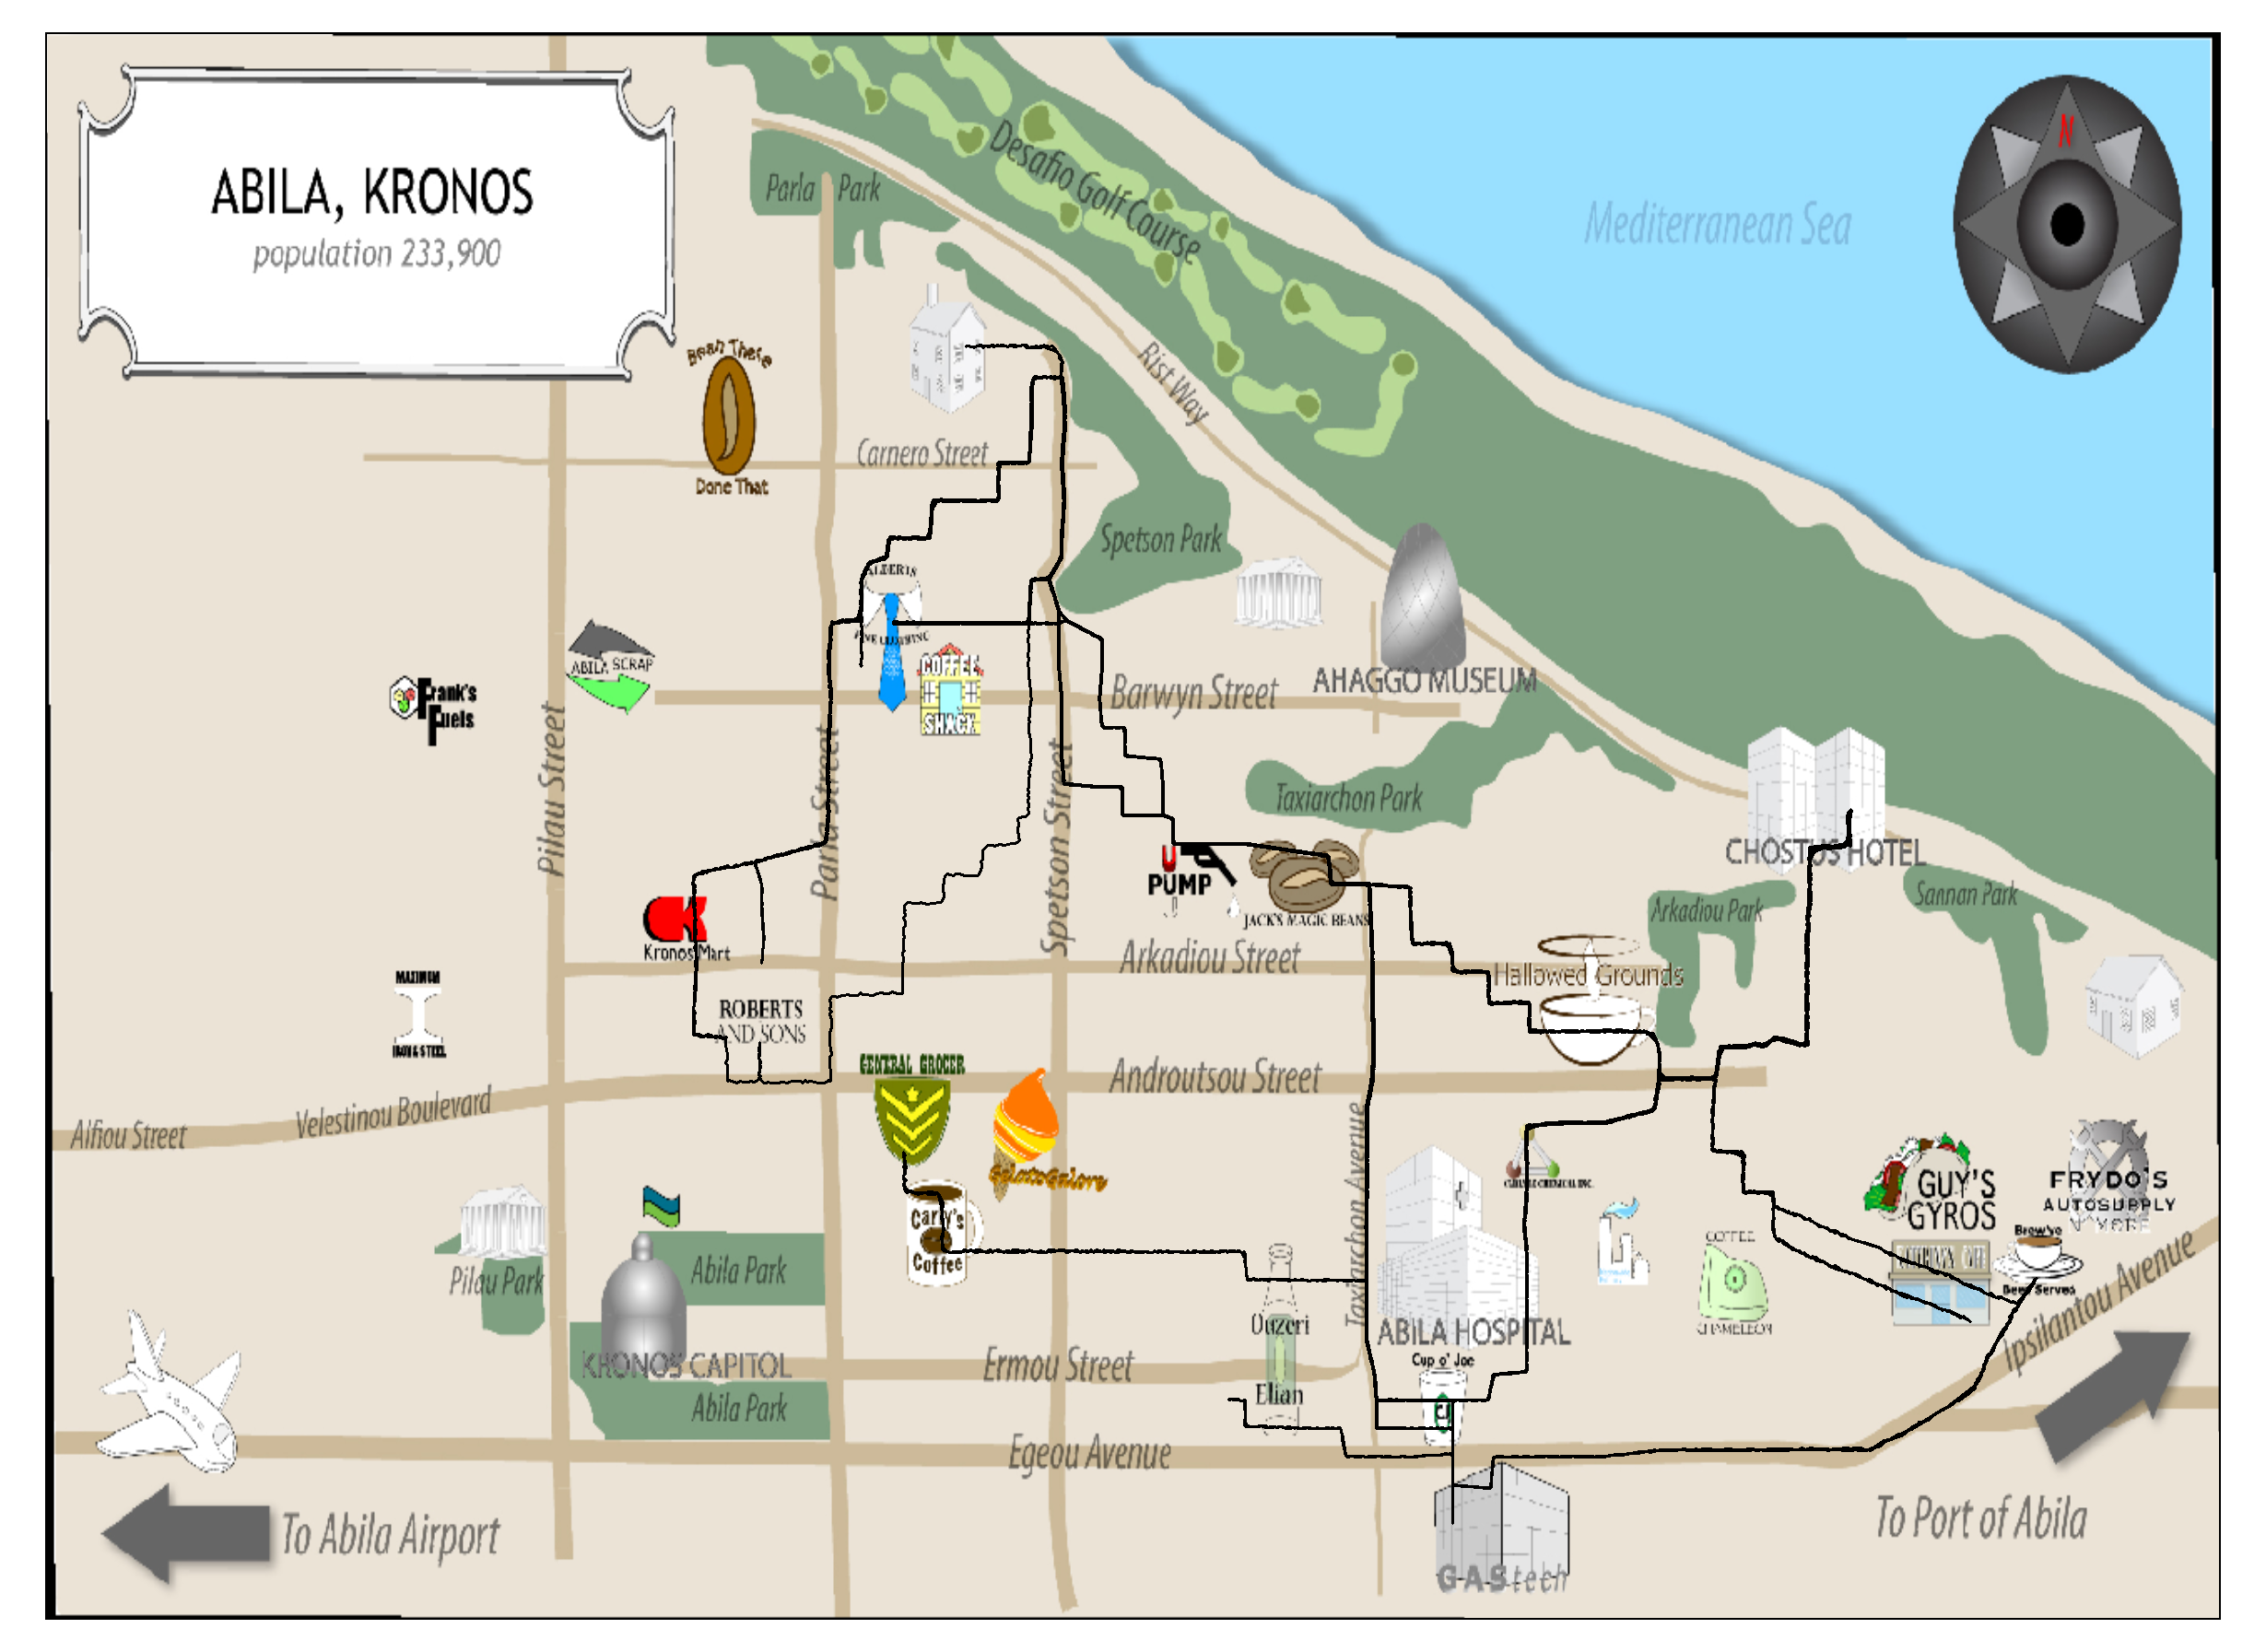 ABILA, KRONOS
population 233,900
N
Mediterranean Sea
Desafio Golf Course
Parla Park
Rist Way
Bean There
Done That
Carnero Street
Spetson Park
ALBERTS
FINE CLOTHING
ABILA SCRAP
COFFEE
SHACK
Frank's
Fuels
Barwyn Street
AHAGGO MUSEUM
Pilau Street
Parla Street
Spetson Street
Taxiarchon Park
CHOSTUS HOTEL
U
PUMP
JACK'S MAGIC BEANS
Arkadiou Park
Sannan Park
Kronos Mart
Arkadiou Street
Hallowed Grounds
MAXIMUM
IRON & STEEL
ROBERTS
AND SONS
GENERAL GROCER
Androutsou Street
Velestinou Boulevard
Alfiou Street
Taxiarchon Avenue
GelatoGalore
GUY'S
GYROS
FRYDO'S
AUTOSUPPLY
N' MORE
Carly's
Coffee
Brew've
Been Served
COFFEE
CHAMELEON
Pilau Park
Abila Park
Ouzeri
Elian
ABILA HOSPITAL
Ipsilantou Avenue
KRONOS CAPITOL
Ermou Street
Cup o' Joe
CJ
Abila Park
Egeou Avenue
To Abila Airport
To Port of Abila
GAStech